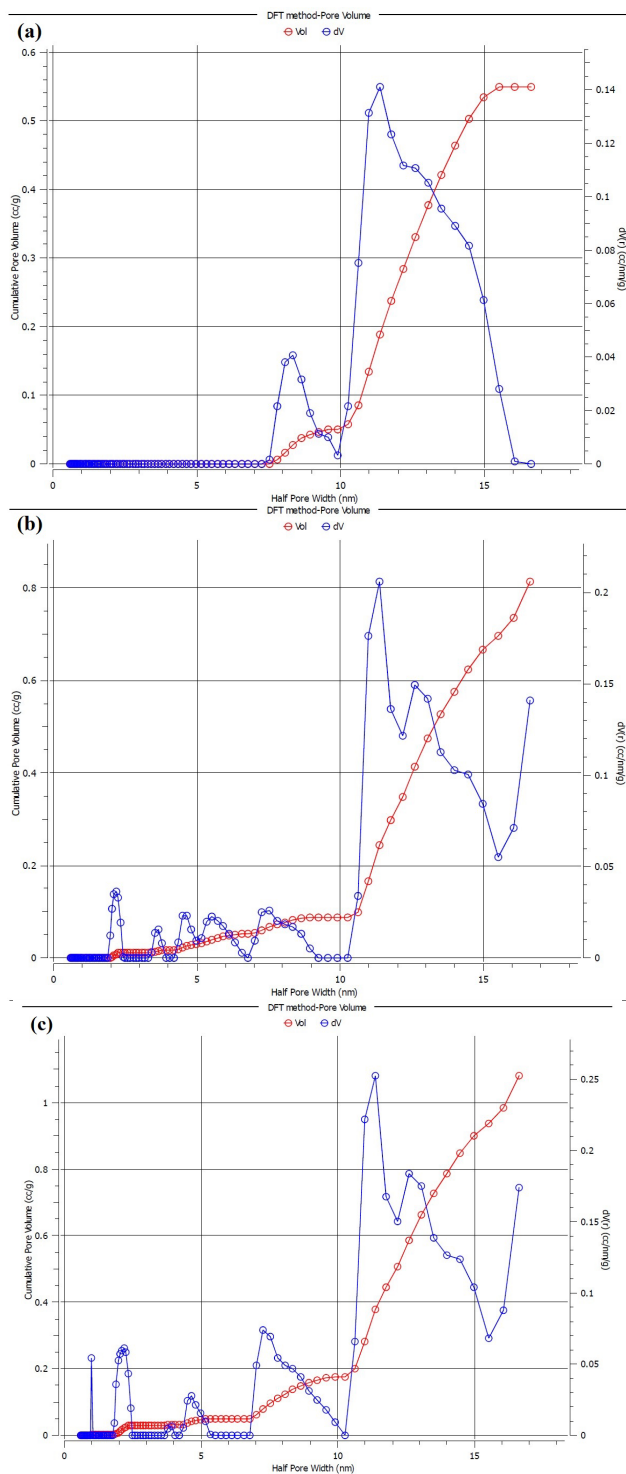 DFT method-Pore Volume
(a)
Vol dV
0.6
0.5
0.4
0.3
0.2
0.1
0
Cumulative Pore Volume (cc/g)
0.14
0.12
0.1
0.08
0.06
0.04
0.02
0
dV(r) (cc/nm/g)
0 5 10 15
Half Pore Width (nm)
DFT method-Pore Volume
(b)
Vol dV
0.8
0.6
0.4
0.2
0
Cumulative Pore Volume (cc/g)
0.2
0.15
0.1
0.05
0
dV(r) (cc/nm/g)
0 5 10 15
Half Pore Width (nm)
DFT method-Pore Volume
(c)
Vol dV
1
0.8
0.6
0.4
0.2
0
Cumulative Pore Volume (cc/g)
0.25
0.2
0.15
0.1
0.05
0
dV(r) (cc/nm/g)
0 5 10 15
Half Pore Width (nm)